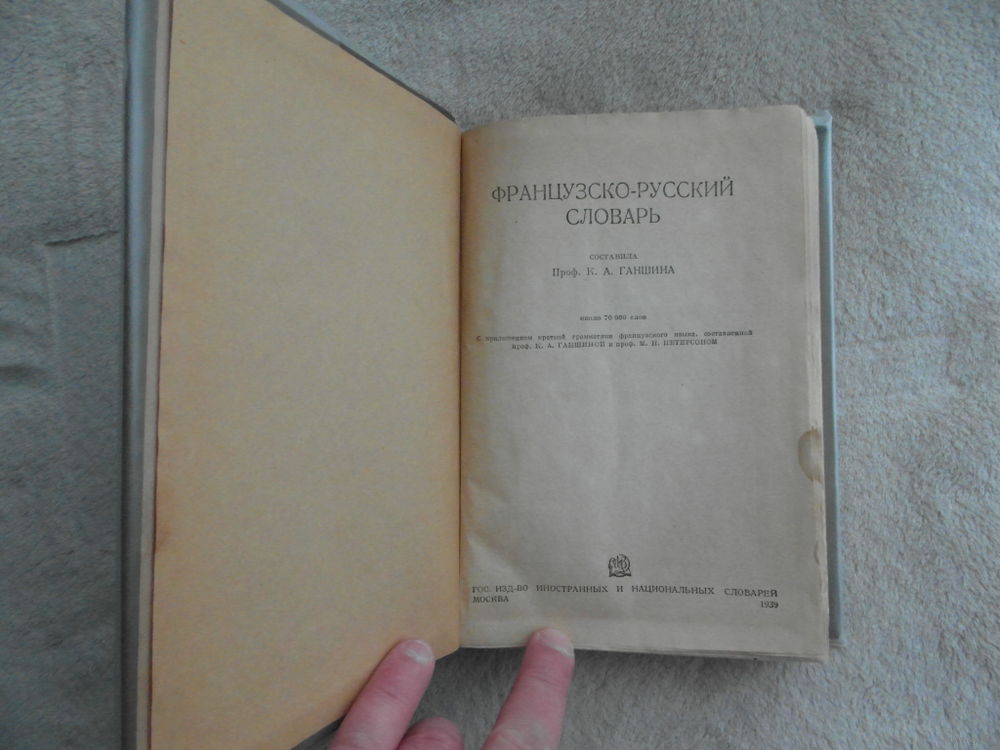 ФРАНЦУЗСКО-РУССКИЙ
СЛОВАРЬ
СОСТАВИЛА
Проф. К. А. ГАНШИНА
около 70 000 слов
С приложением краткой грамматики французского языка, составленной
проф. К. А. ГАНШИНОЙ и проф. М. Н. ПЕТЕРСОНОМ
ГОС. ИЗД-ВО ИНОСТРАННЫХ И НАЦИОНАЛЬНЫХ СЛОВАРЕЙ
МОСКВА 1939